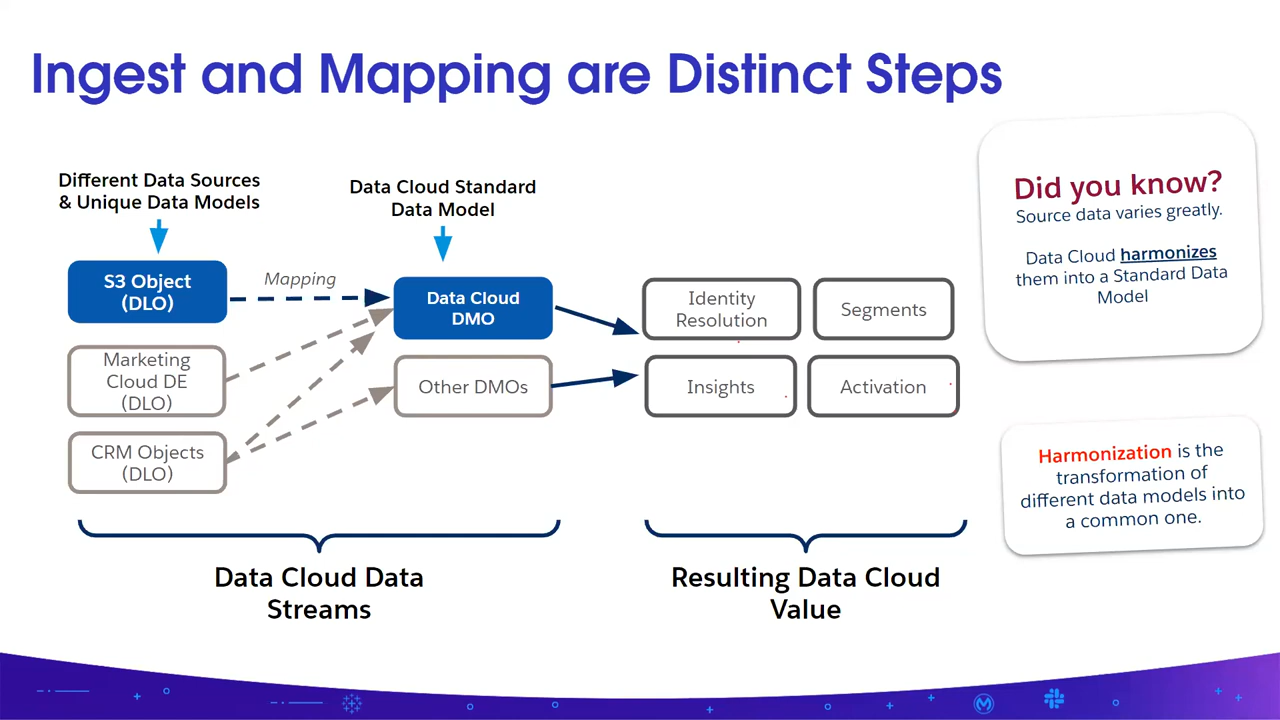 Ingest and Mapping are Distinct Steps
Different Data Sources
& Unique Data Models
Data Cloud Standard
Data Model
S3 Object
(DLO)
Mapping
Data Cloud
DMO
Marketing
Cloud DE
(DLO)
Other DMOs
CRM Objects
(DLO)
Identity
Resolution
Segments
Insights
Activation
Data Cloud Data
Streams
Resulting Data Cloud
Value
Did you know?
Source data varies greatly.
Data Cloud harmonizes
them into a Standard Data
Model
Harmonization is the
transformation of
different data models into
a common one.